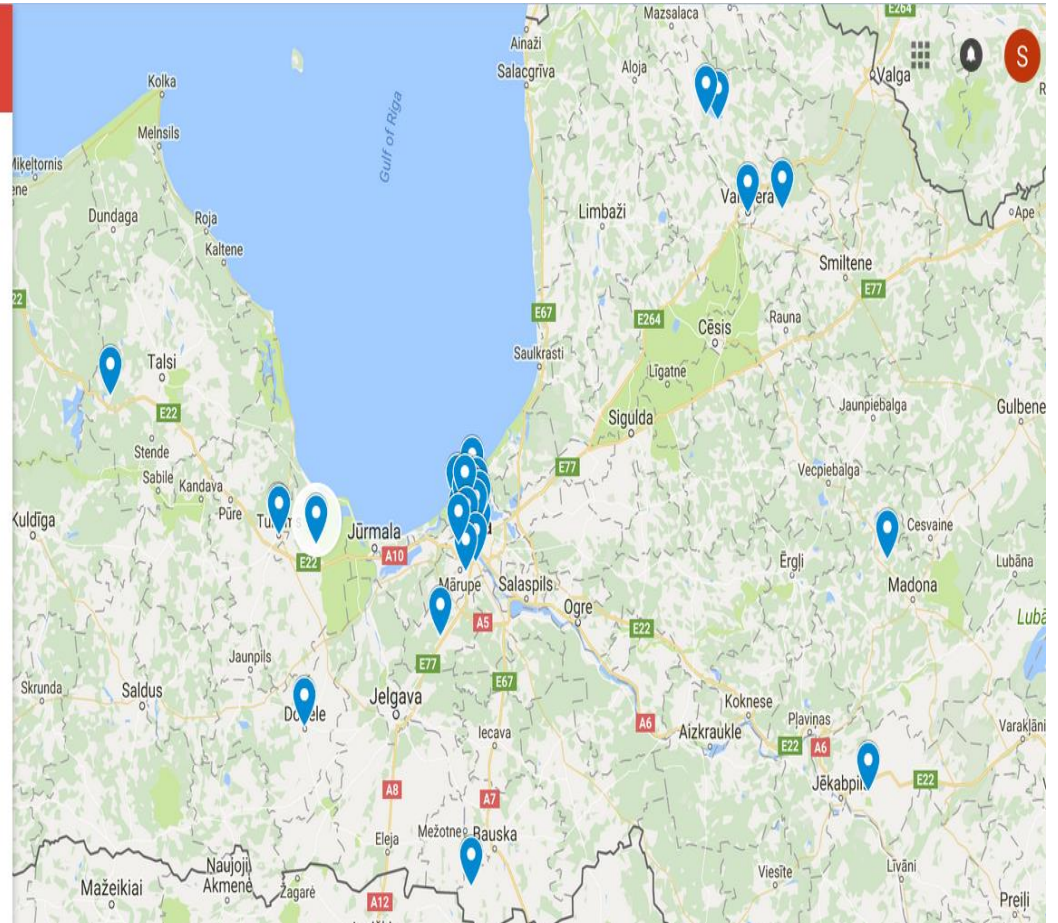 Mazsalaca
E264
Ainaži
Salacgrīva
Aloja
Valga
S
Kolka
Melnsils
Gulf of Riga
Dundaga
Roja
Kaltene
Limbaži
Ape
Smiltene
22
E67
E264
E77
Cēsis
Rauna
Saulkrasti
Talsi
Līgatne
Jaunpiebalga
Gulbene
E22
Sigulda
Stende
E77
Vecpiebalga
Sabile
Kandava
Pūre
Kuldīga
Jūrmala
Cesvaine
A10
E22
Ērgļi
Lubāna
Mārupe
Salaspils
Madona
Ogre
A5
E22
Jaunpils
E77
E67
Skrunda
Saldus
Jelgava
Koknese
Iecava
A6
Aizkraukle
Pļaviņas
E22
A6
Varakļāni
E22
A8
A7
Eleja
Mežotne
Bauska
Naujoji
Akmenė
Žagarė
Mažeikiai
A12
Viesīte
Līvāni
Preiļi